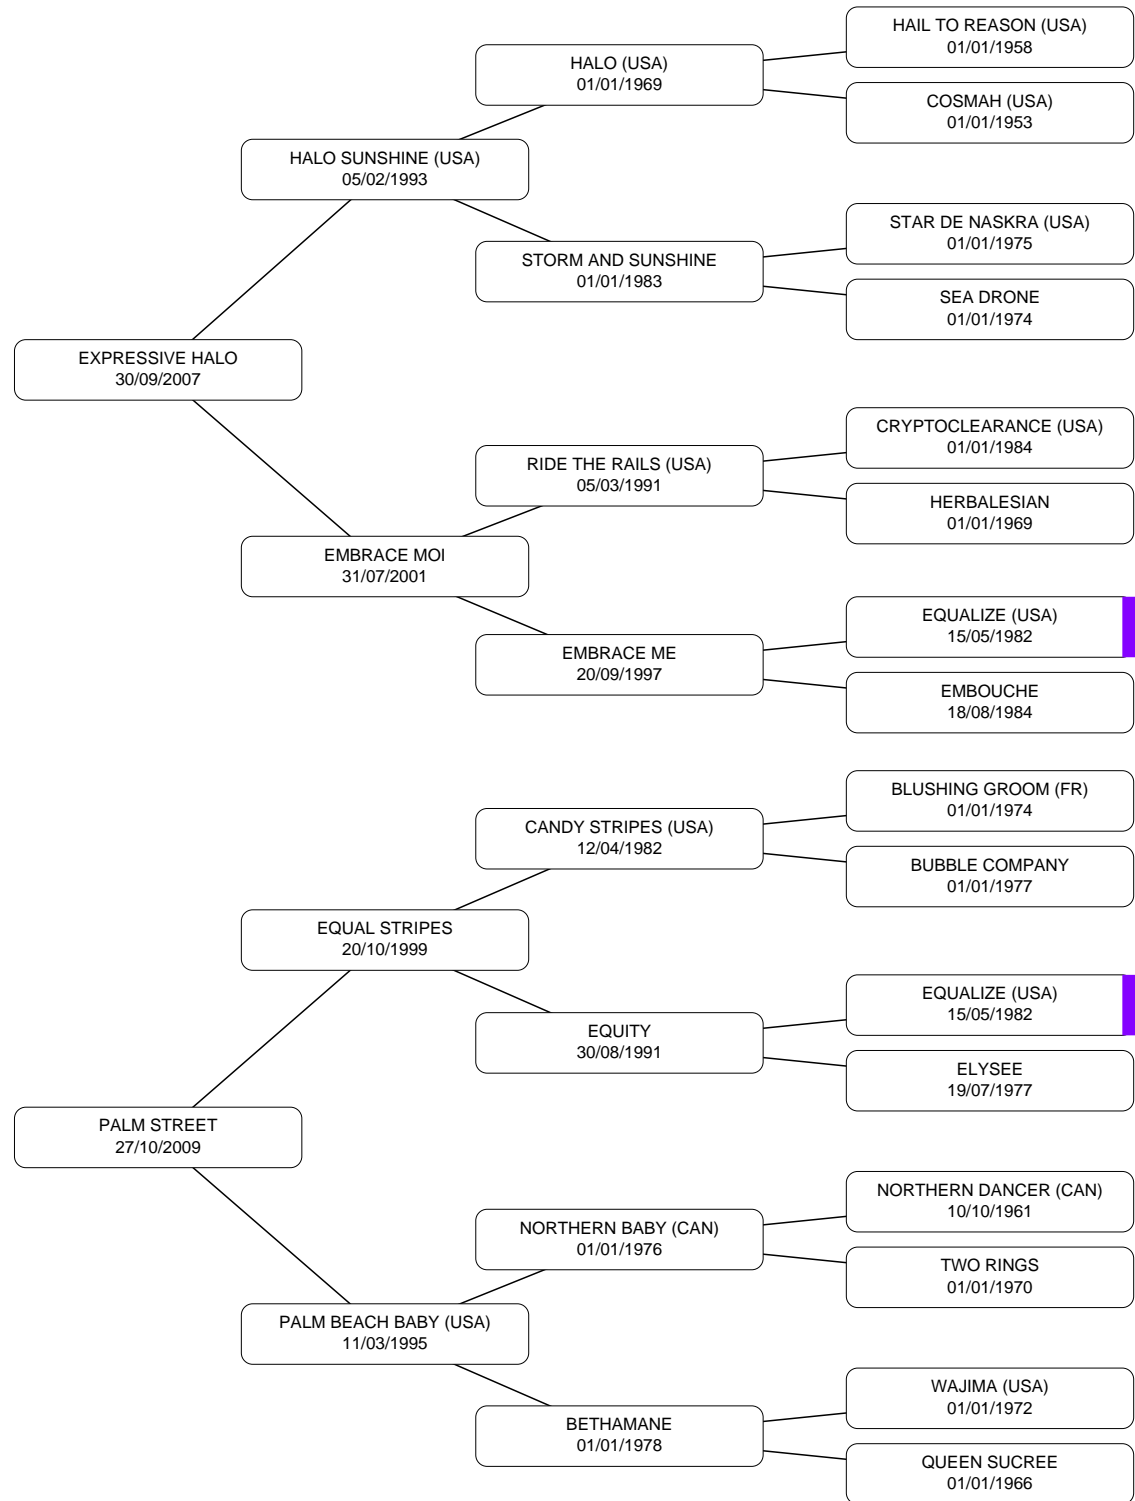 HAIL TO REASON (USA)
01/01/1958
HALO (USA)
01/01/1969
COSMAH (USA)
01/01/1953
HALO SUNSHINE (USA)
05/02/1993
STAR DE NASKRA (USA)
01/01/1975
STORM AND SUNSHINE
01/01/1983
SEA DRONE
01/01/1974
EXPRESSIVE HALO
30/09/2007
CRYPTOCLEARANCE (USA)
01/01/1984
RIDE THE RAILS (USA)
05/03/1991
HERBALESIAN
01/01/1969
EMBRACE MOI
31/07/2001
EQUALIZE (USA)
15/05/1982
EMBRACE ME
20/09/1997
EMBOUCHE
18/08/1984
BLUSHING GROOM (FR)
01/01/1974
CANDY STRIPES (USA)
12/04/1982
BUBBLE COMPANY
01/01/1977
EQUAL STRIPES
20/10/1999
EQUALIZE (USA)
15/05/1982
EQUITY
30/08/1991
ELYSEE
19/07/1977
PALM STREET
27/10/2009
NORTHERN DANCER (CAN)
10/10/1961
NORTHERN BABY (CAN)
01/01/1976
TWO RINGS
01/01/1970
PALM BEACH BABY (USA)
11/03/1995
WAJIMA (USA)
01/01/1972
BETHAMANE
01/01/1978
QUEEN SUCREE
01/01/1966